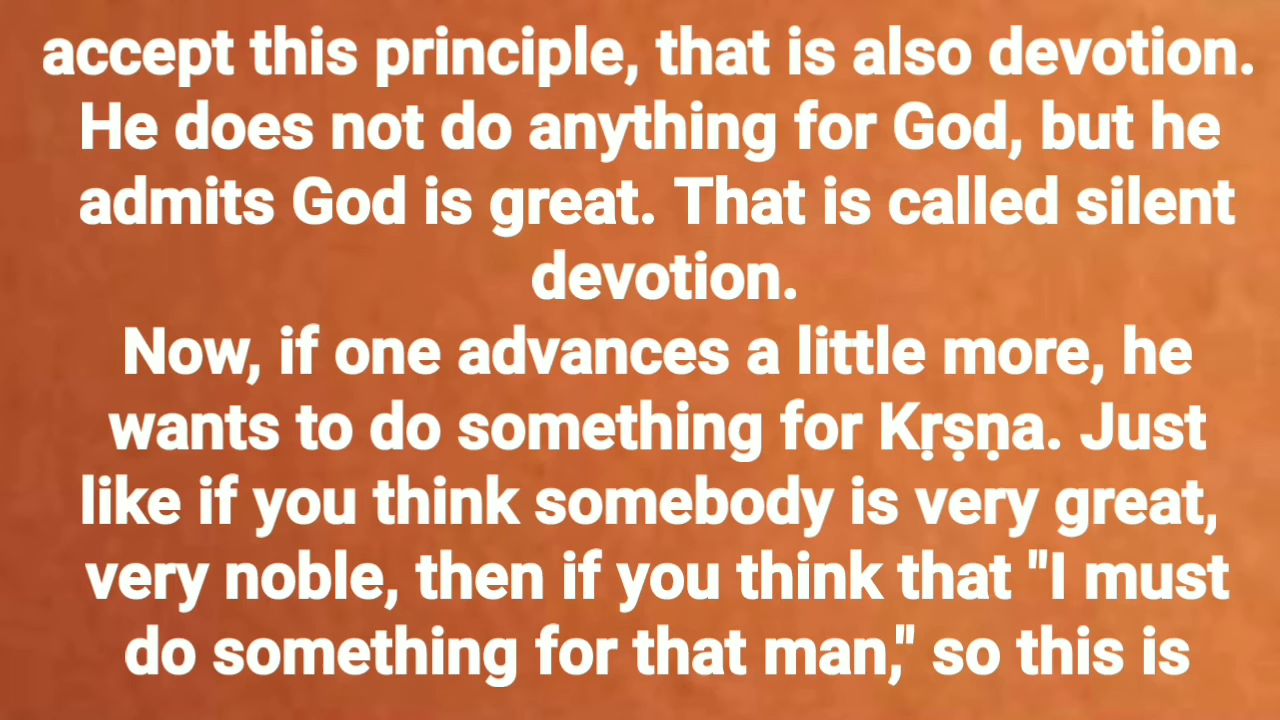 accept this principle, that is also devotion.
He does not do anything for God, but he
admits God is great. That is called silent
devotion.
Now, if one advances a little more, he
wants to do something for Kṛṣṇa. Just
like if you think somebody is very great,
very noble, then if you think that "I must
do something for that man," so this is